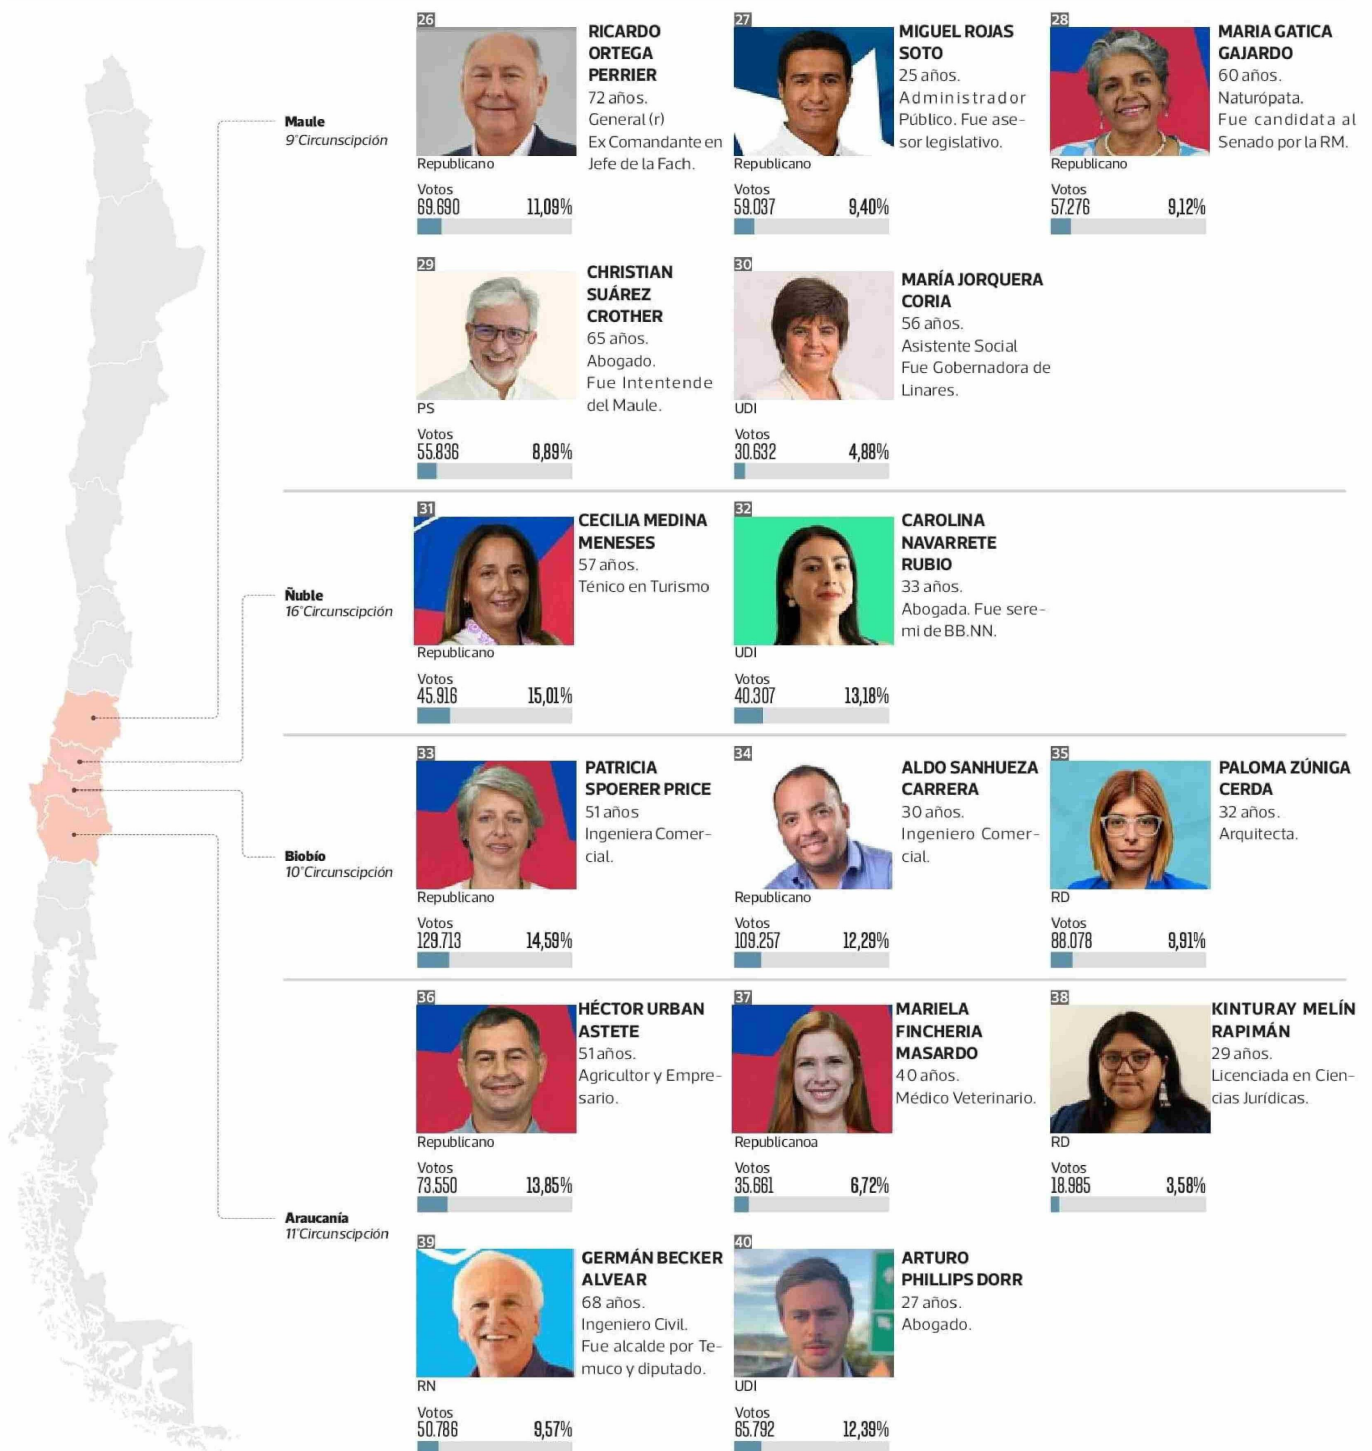 Maule
9°Circunscipción
26
RICARDO
ORTEGA
PERRIER
72 años.
General (r)
Ex Comandante en
Jefe de la Fach.
Republicano
Votos
69.690 11,09%
27
MIGUEL ROJAS
SOTO
25 años.
Administrador
Público. Fue ase-
sor legislativo.
Republicano
Votos
59.037 9,40%
28
MARIA GATICA
GAJARDO
60 años.
Naturópata.
Fue candidata al
Senado por la RM.
Republicano
Votos
57.276 9,12%
29
CHRISTIAN
SUÁREZ
CROTHER
65 años.
Abogado.
Fue Intentende
del Maule.
PS
Votos
55.836 8,89%
30
MARÍA JORQUERA
CORIA
56 años.
Asistente Social
Fue Gobernadora de
Linares.
UDI
Votos
30.632 4,88%
Ñuble
16°Circunscipción
31
CECILIA MEDINA
MENESES
57 años.
Ténico en Turismo
Republicano
Votos
45.916 15,01%
32
CAROLINA
NAVARRETE
RUBIO
33 años.
Abogada. Fue sere-
mi de BB.NN.
UDI
Votos
40.307 13,18%
Biobío
10°Circunscipción
33
PATRICIA
SPOERER PRICE
51 años
Ingeniera Comer-
cial.
Republicano
Votos
129.713 14,59%
34
ALDO SANHUEZA
CARRERA
30 años.
Ingeniero Comer-
cial.
Republicano
Votos
109.257 12,29%
35
PALOMA ZÚNIGA
CERDA
32 años.
Arquitecta.
RD
Votos
88.078 9,91%
Araucanía
11°Circunscipción
36
HÉCTOR URBAN
ASTETE
51 años.
Agricultor y Empre-
sario.
Republicano
Votos
73.550 13,85%
37
MARIELA
FINCHERIA
MASARDO
40 años.
Médico Veterinario.
Republicanoa
Votos
35.661 6,72%
38
KINTURAY MELÍN
RAPIMÁN
29 años.
Licenciada en Cien-
cias Jurídicas.
RD
Votos
18.985 3,58%
39
GERMÁN BECKER
ALVEAR
68 años.
Ingeniero Civil.
Fue alcalde por Te-
muco y diputado.
RN
Votos
50.786 9,57%
40
ARTURO
PHILLIPS DORR
27 años.
Abogado.
UDI
Votos
65.792 12,39%